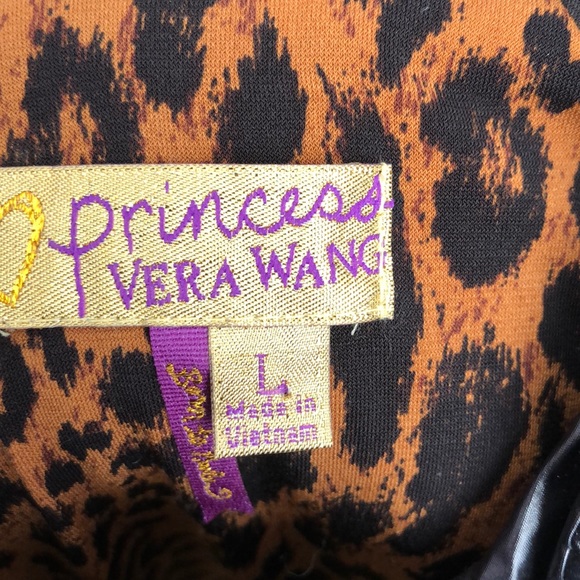 princess
VERA WANG
L
Made in
Vietnam